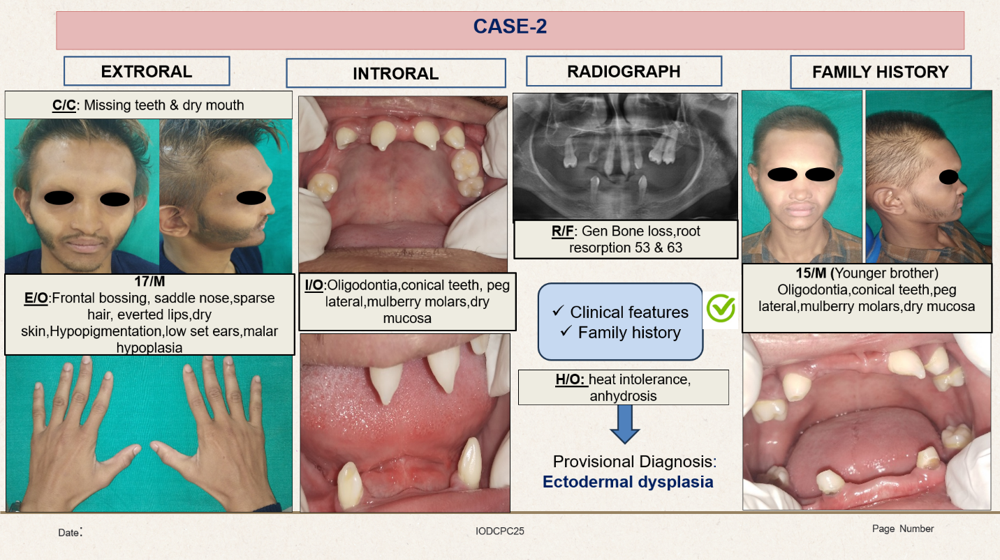 CASE-2
EXTRORAL
C/C: Missing teeth & dry mouth
17/M
E/O:Frontal bossing, saddle nose,sparse
hair, everted lips,dry
skin,Hypopigmentation,low set ears,malar
hypoplasia
INTRORAL
I/O:Oligodontia,conical teeth, peg
lateral,mulberry molars,dry
mucosa
RADIOGRAPH
R/F: Gen Bone loss,root
resorption 53 & 63
✓ Clinical features
✓ Family history
H/O: heat intolerance,
anhydrosis
Provisional Diagnosis:
Ectodermal dysplasia
FAMILY HISTORY
15/M (Younger brother)
Oligodontia,conical teeth,peg
lateral,mulberry molars,dry mucosa
Date:
IODCPC25
Page Number